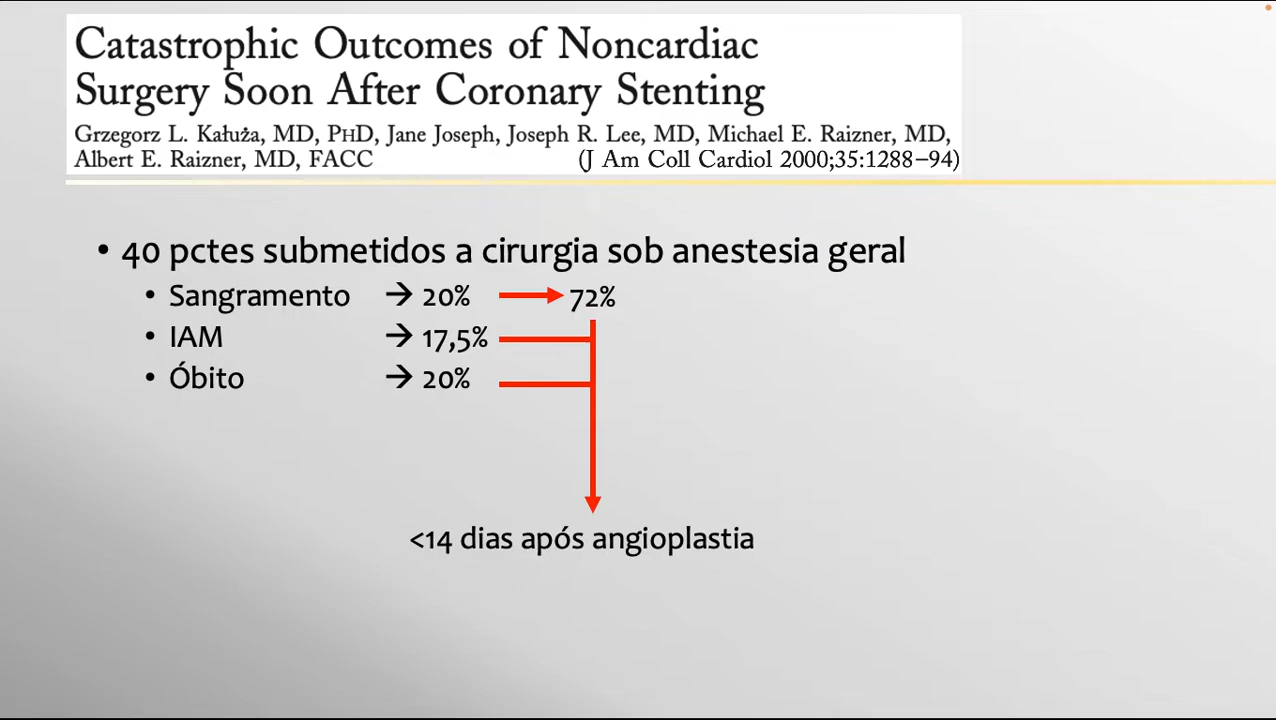 Catastrophic Outcomes of Noncardiac
Surgery Soon After Coronary Stenting
Grzegorz L. Kałuża, MD, PHD, Jane Joseph, Joseph R. Lee, MD, Michael E. Raizner, MD,
Albert E. Raizner, MD, FACC (J Am Coll Cardiol 2000;35:1288–94)
• 40 pctes submetidos a cirurgia sob anestesia geral
• Sangramento → 20% → 72%
• IAM → 17,5%
• Óbito → 20%
<14 dias após angioplastia